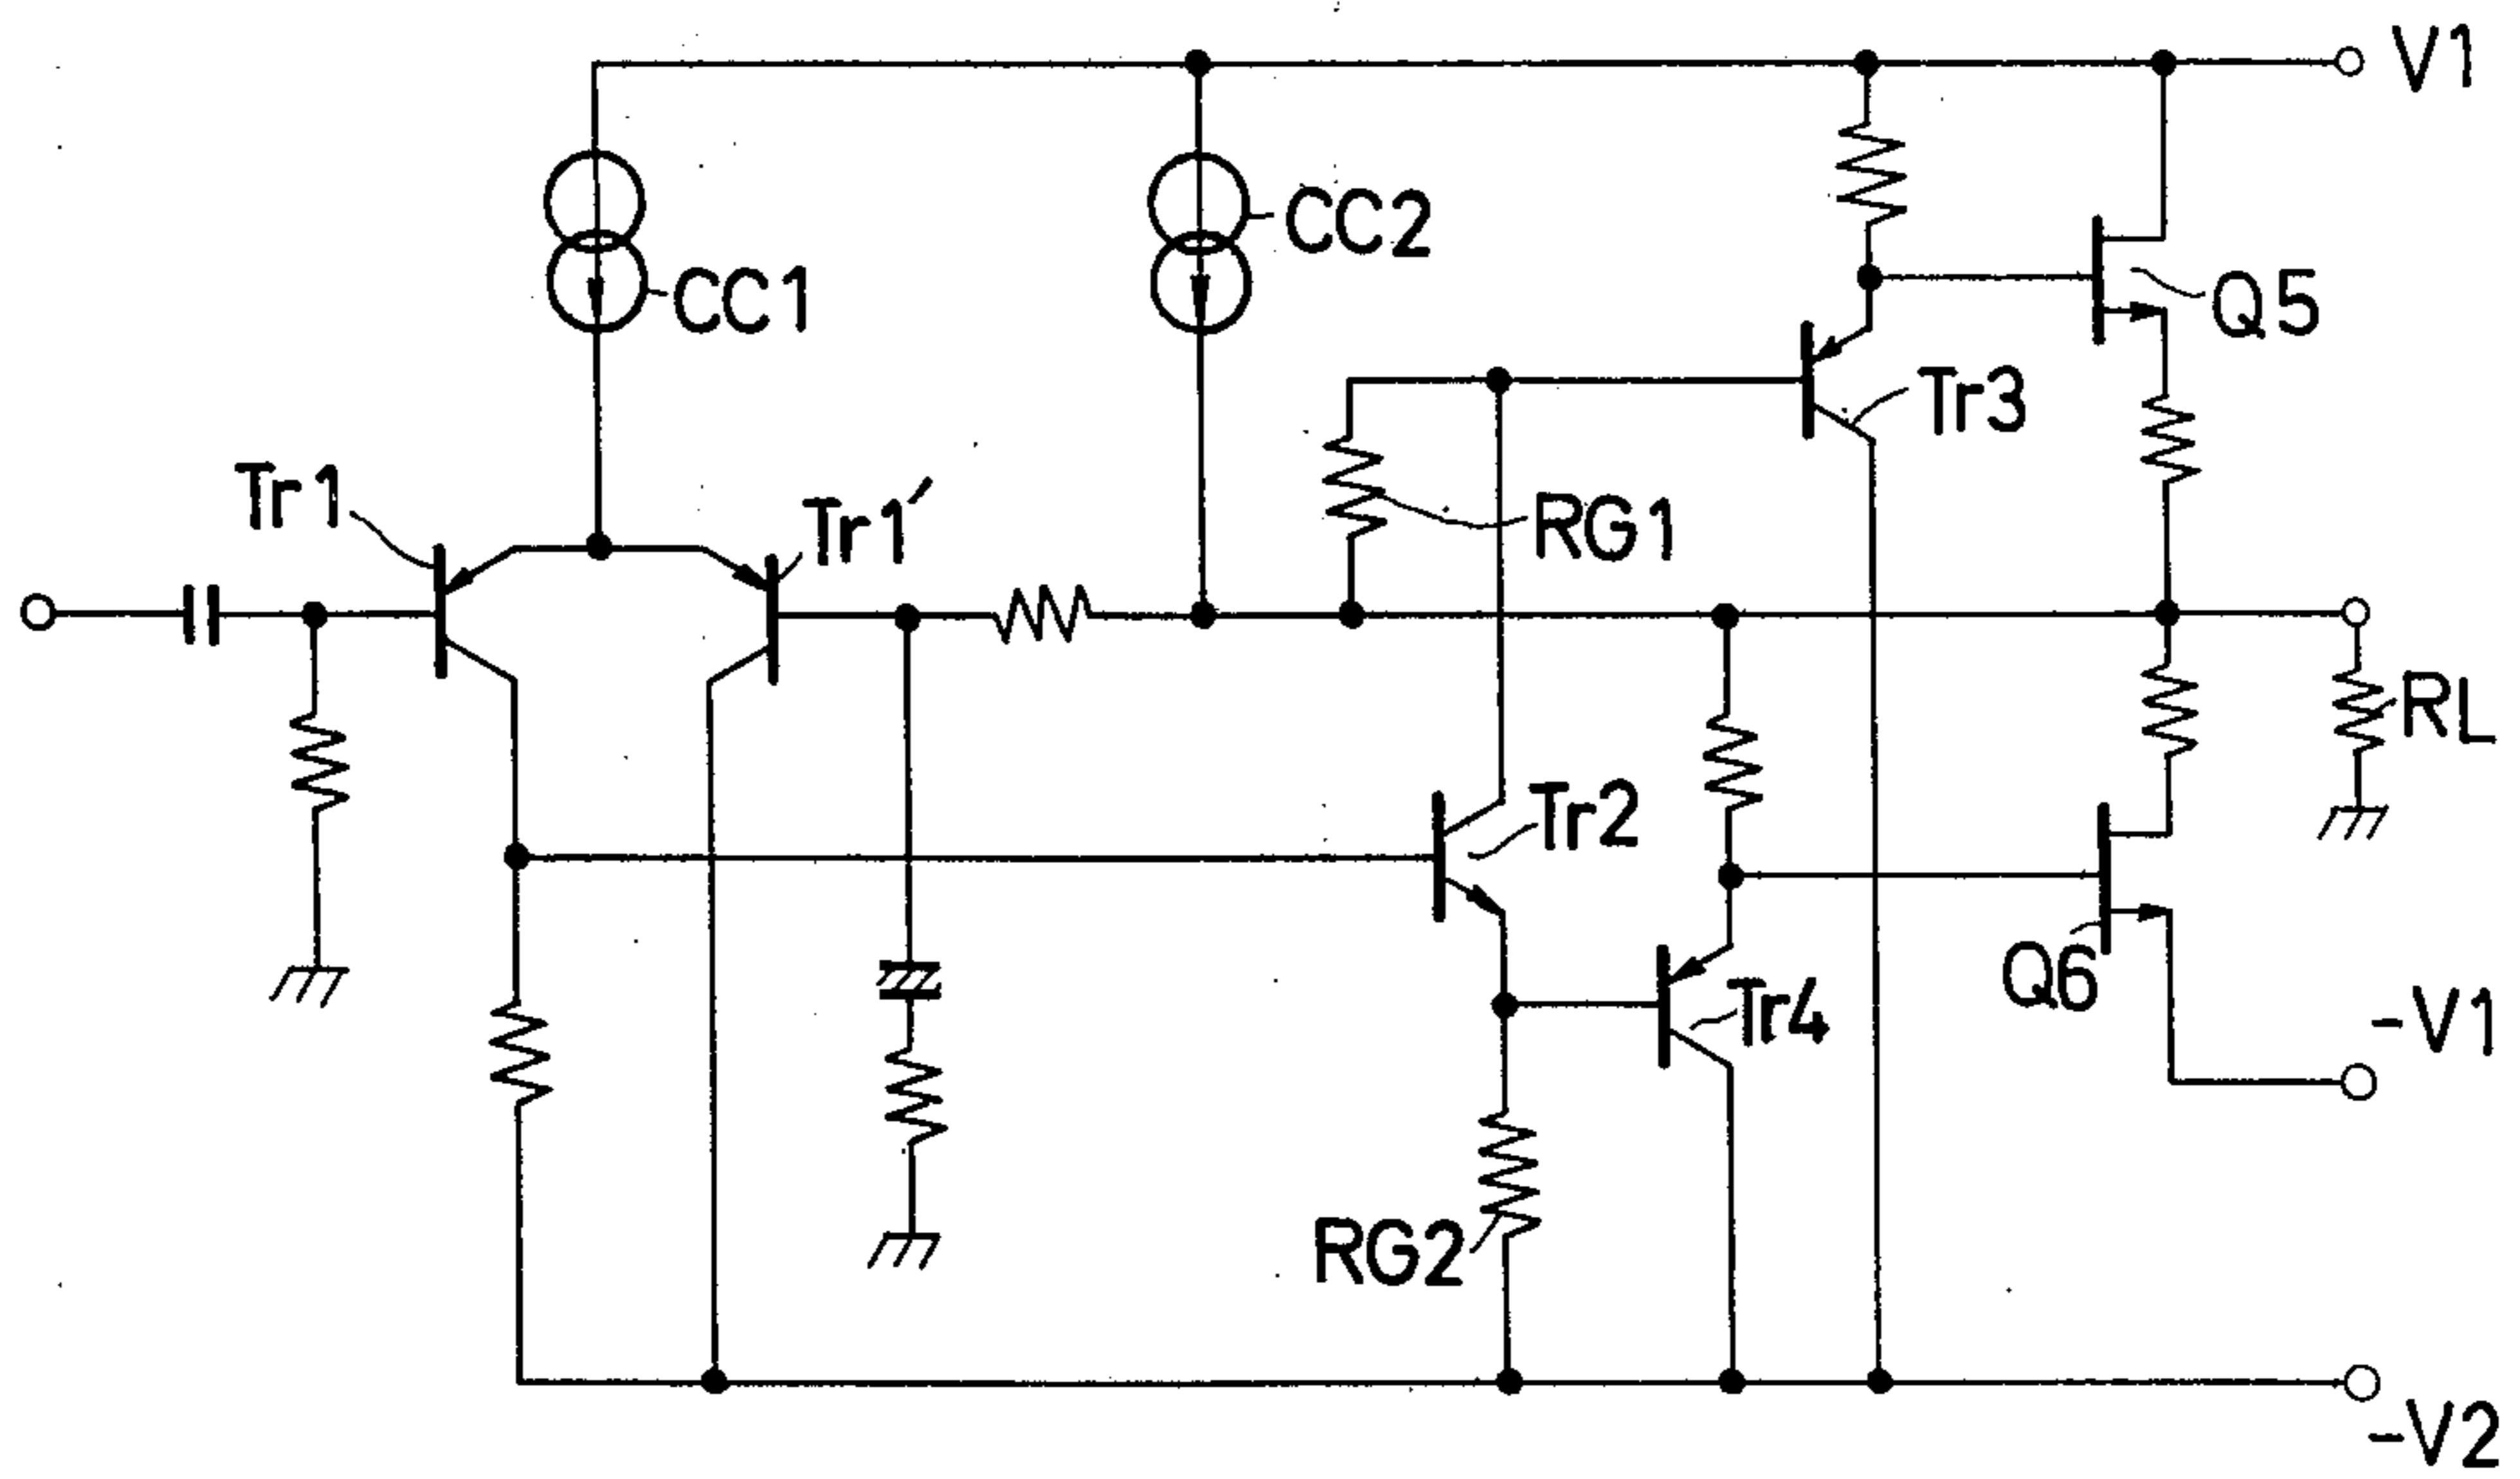 V1
CC2
CC1
Q5
Tr3
Tr1
Tr1′
RG1
RL
Tr2
Q6
Tr4
-V1
RG2
-V2